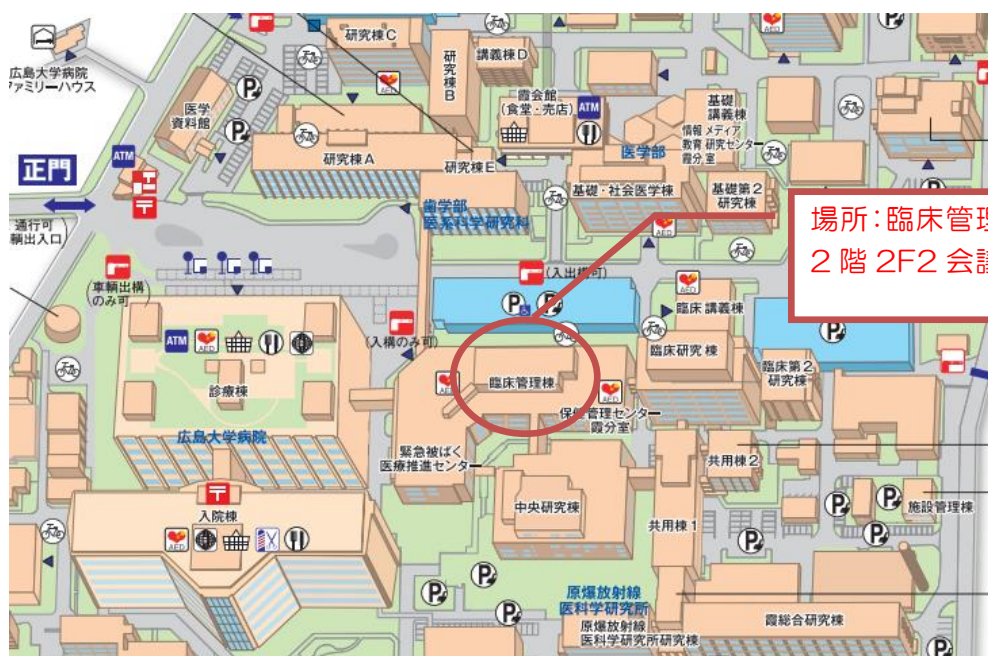 広島大学病院
ファミリーハウス
正門
ATM
通行可
車輌出構
のみ可
医学
資料館
研究棟C
研究棟B
講義棟D
霞会館
(食堂・売店)
ATM
基礎
講義棟
情報メディア
教育研究センター
霞分室
AED
研究棟A
研究棟E
医学部
基礎・社会医学棟
基礎第2
研究棟
AED
歯学部
医系科学研究科
場所:臨床管理
2階 2F2 会
(入出構可)
AED
臨床講義棟
(入構のみ可)
臨床管理棟
AED
AED
臨床研究棟
臨床第2
研究棟
保健管理センター
霞分室
ATM
AED
診療棟
広島大学病院
緊急被ばく
医療推進センター
共用棟2
中央研究棟
共用棟1
施設管理棟
入院棟
AED
原爆放射線
医科学研究所
原爆放射線
医科学研究所研究棟
霞総合研究棟